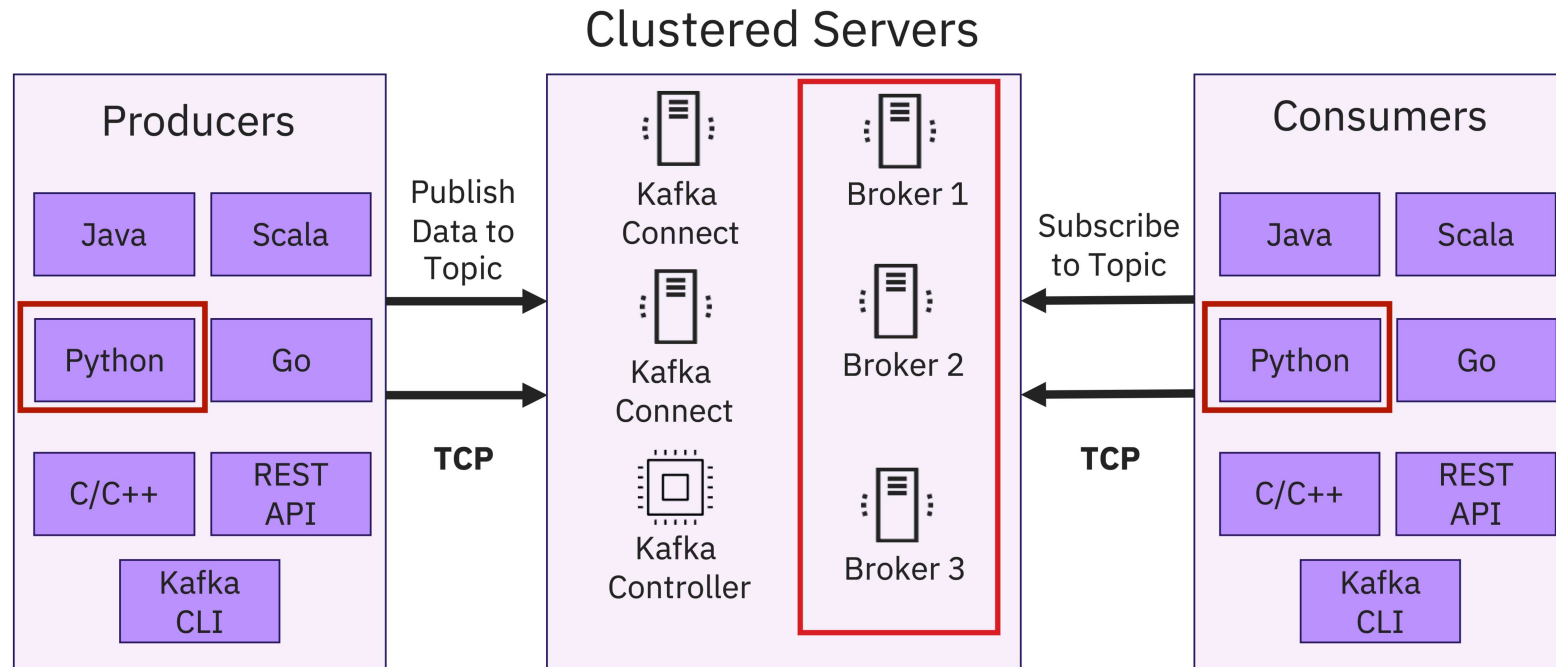 Clustered Servers
Producers
Java
Scala
Python
Go
C/C++
REST
API
Kafka
CLI
Publish
Data to
Topic
TCP
Kafka
Connect
Kafka
Connect
Kafka
Controller
Broker 1
Broker 2
Broker 3
Subscribe
to Topic
TCP
Consumers
Java
Scala
Python
Go
C/C++
REST
API
Kafka
CLI